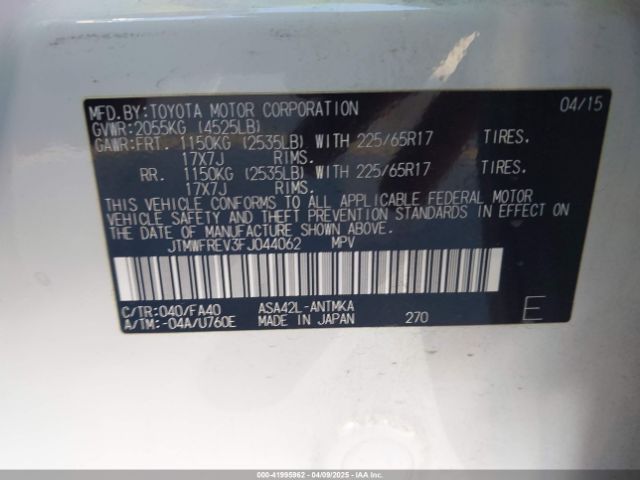 MFD.BY:TOYOTA MOTOR CORPORATION 04/15
GVWR:2055KG (4525LB)
GAWR:FRT. 1150KG (2535LB) WITH 225/65R17 TIRES.
17X7J RIMS.
RR. 1150KG (2535LB) WITH 225/65R17 TIRES.
17X7J RIMS.
THIS VEHICLE CONFORMS TO ALL APPLICABLE FEDERAL MOTOR
VEHICLE SAFETY AND THEFT PREVENTION STANDARDS IN EFFECT ON
THE DATE OF MANUFACTURE SHOWN ABOVE.
JTMWFREV3FJ044062 MPV
C/TR:040/FA40 ASA42L-ANTMKA
A/TM:-04A/U760E MADE IN JAPAN 270 E
000-41995962 - 04/09/2025 - IAAI.COM